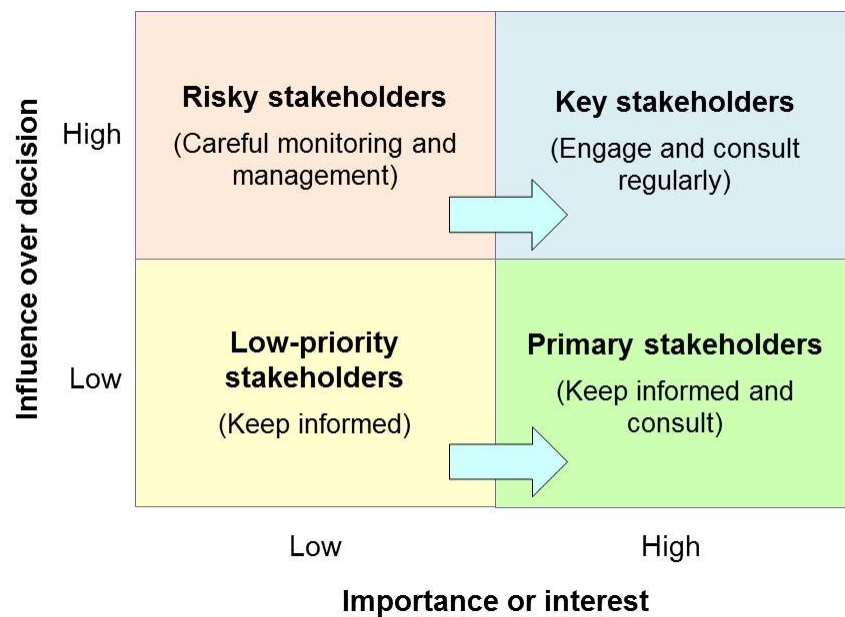 Influence over decision
High
Risky stakeholders
(Careful monitoring and
management)
Key stakeholders
(Engage and consult
regularly)
Low
Low-priority
stakeholders
(Keep informed)
Primary stakeholders
(Keep informed and
consult)
Low
High
Importance or interest